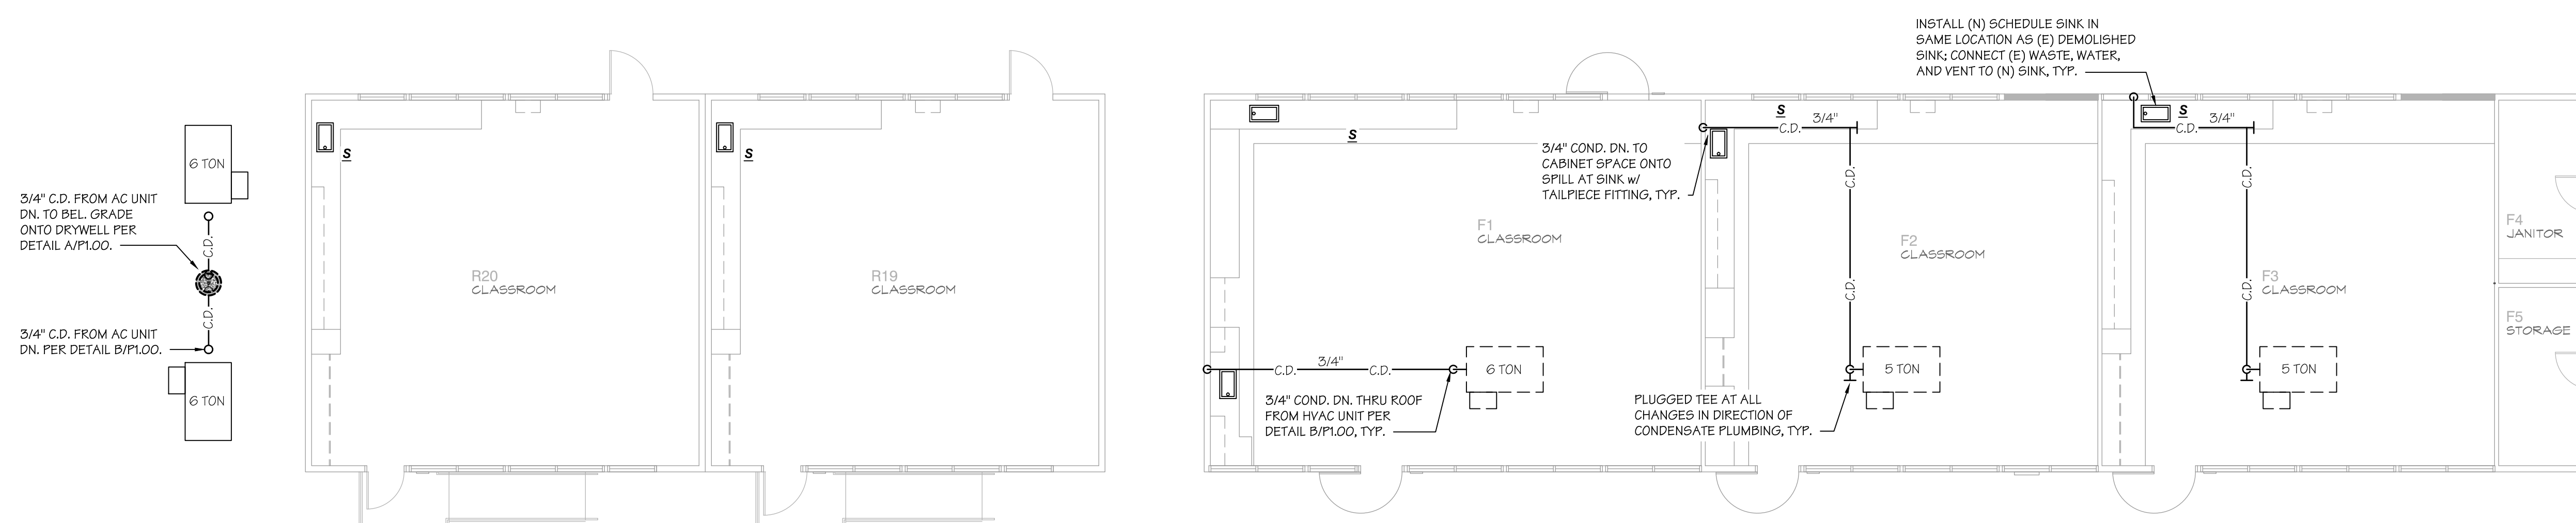 INSTALL (N) SCHEDULE SINK IN
SAME LOCATION AS (E) DEMOLISHED
SINK; CONNECT (E) WASTE, WATER,
AND VENT TO (N) SINK, TYP.
6 TON
3/4" C.D. FROM AC UNIT
DN. TO BEL. GRADE
ONTO DRYWELL PER
DETAIL A/P1.00.
C.D.
C.D.
3/4" C.D. FROM AC UNIT
DN. PER DETAIL B/P1.00.
6 TON
S
R20
CLASSROOM
S
R19
CLASSROOM
S
F1
CLASSROOM
C.D.
3/4"
C.D.
6 TON
3/4" COND. DN. THRU ROOF
FROM HVAC UNIT PER
DETAIL B/P1.00, TYP.
3/4" COND. DN. TO
CABINET SPACE ONTO
SPILL AT SINK w/
TAILPIECE FITTING, TYP.
S
C.D.
3/4"
C.D.
F2
CLASSROOM
C.D.
5 TON
PLUGGED TEE AT ALL
CHANGES IN DIRECTION OF
CONDENSATE PLUMBING, TYP.
S
C.D.
3/4"
C.D.
F3
CLASSROOM
C.D.
5 TON
F4
JANITOR
F5
STORAGE